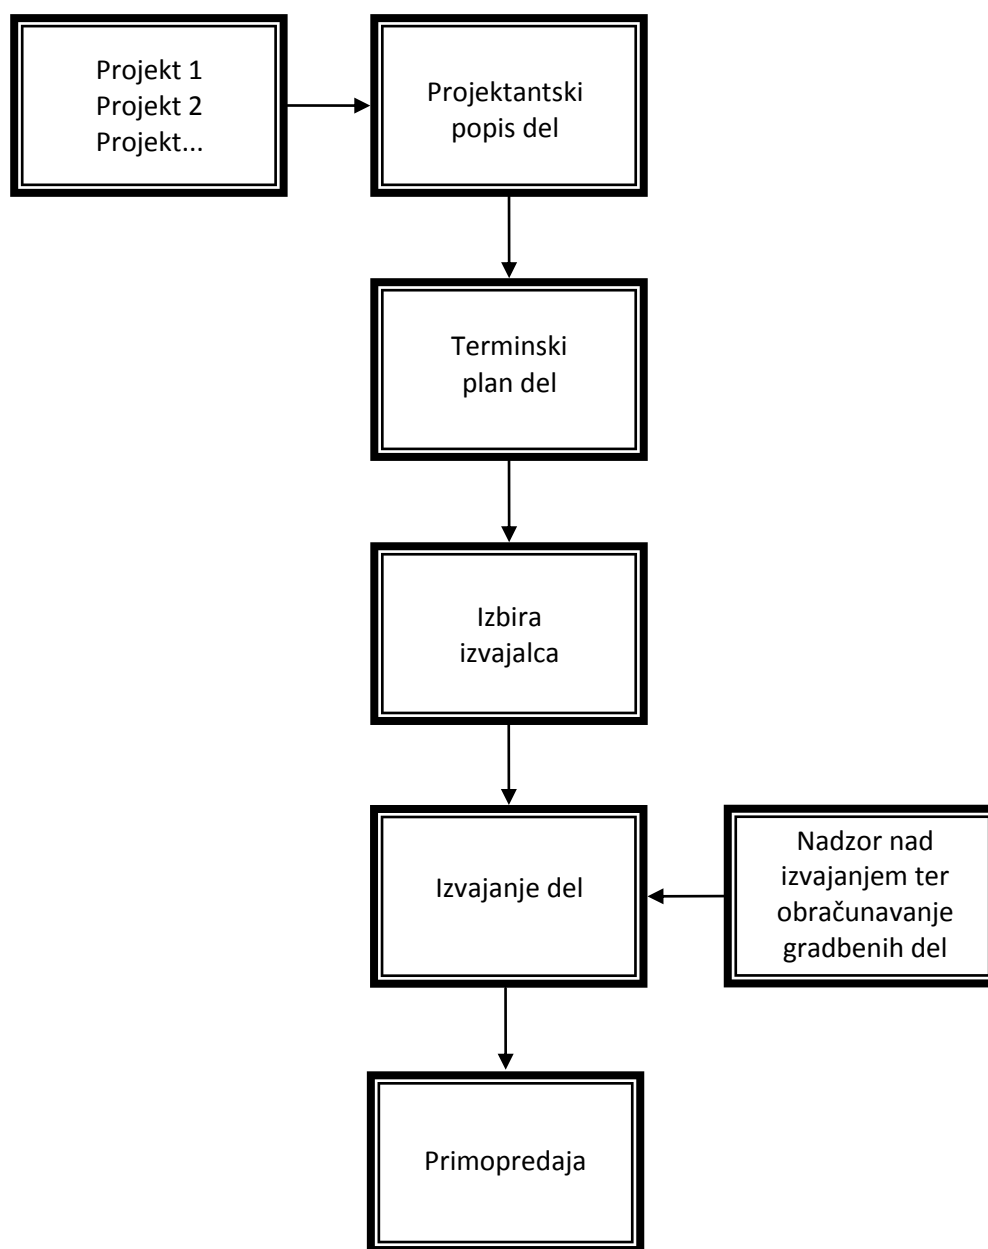 Projekt 1
Projekt 2
Projekt...
Projektantski
popis del
Terminski
plan del
Izbira
izvajalca
Izvajanje del
Nadzor nad
izvajanjem ter
obračunavanje
gradbenih del
Primopredaja